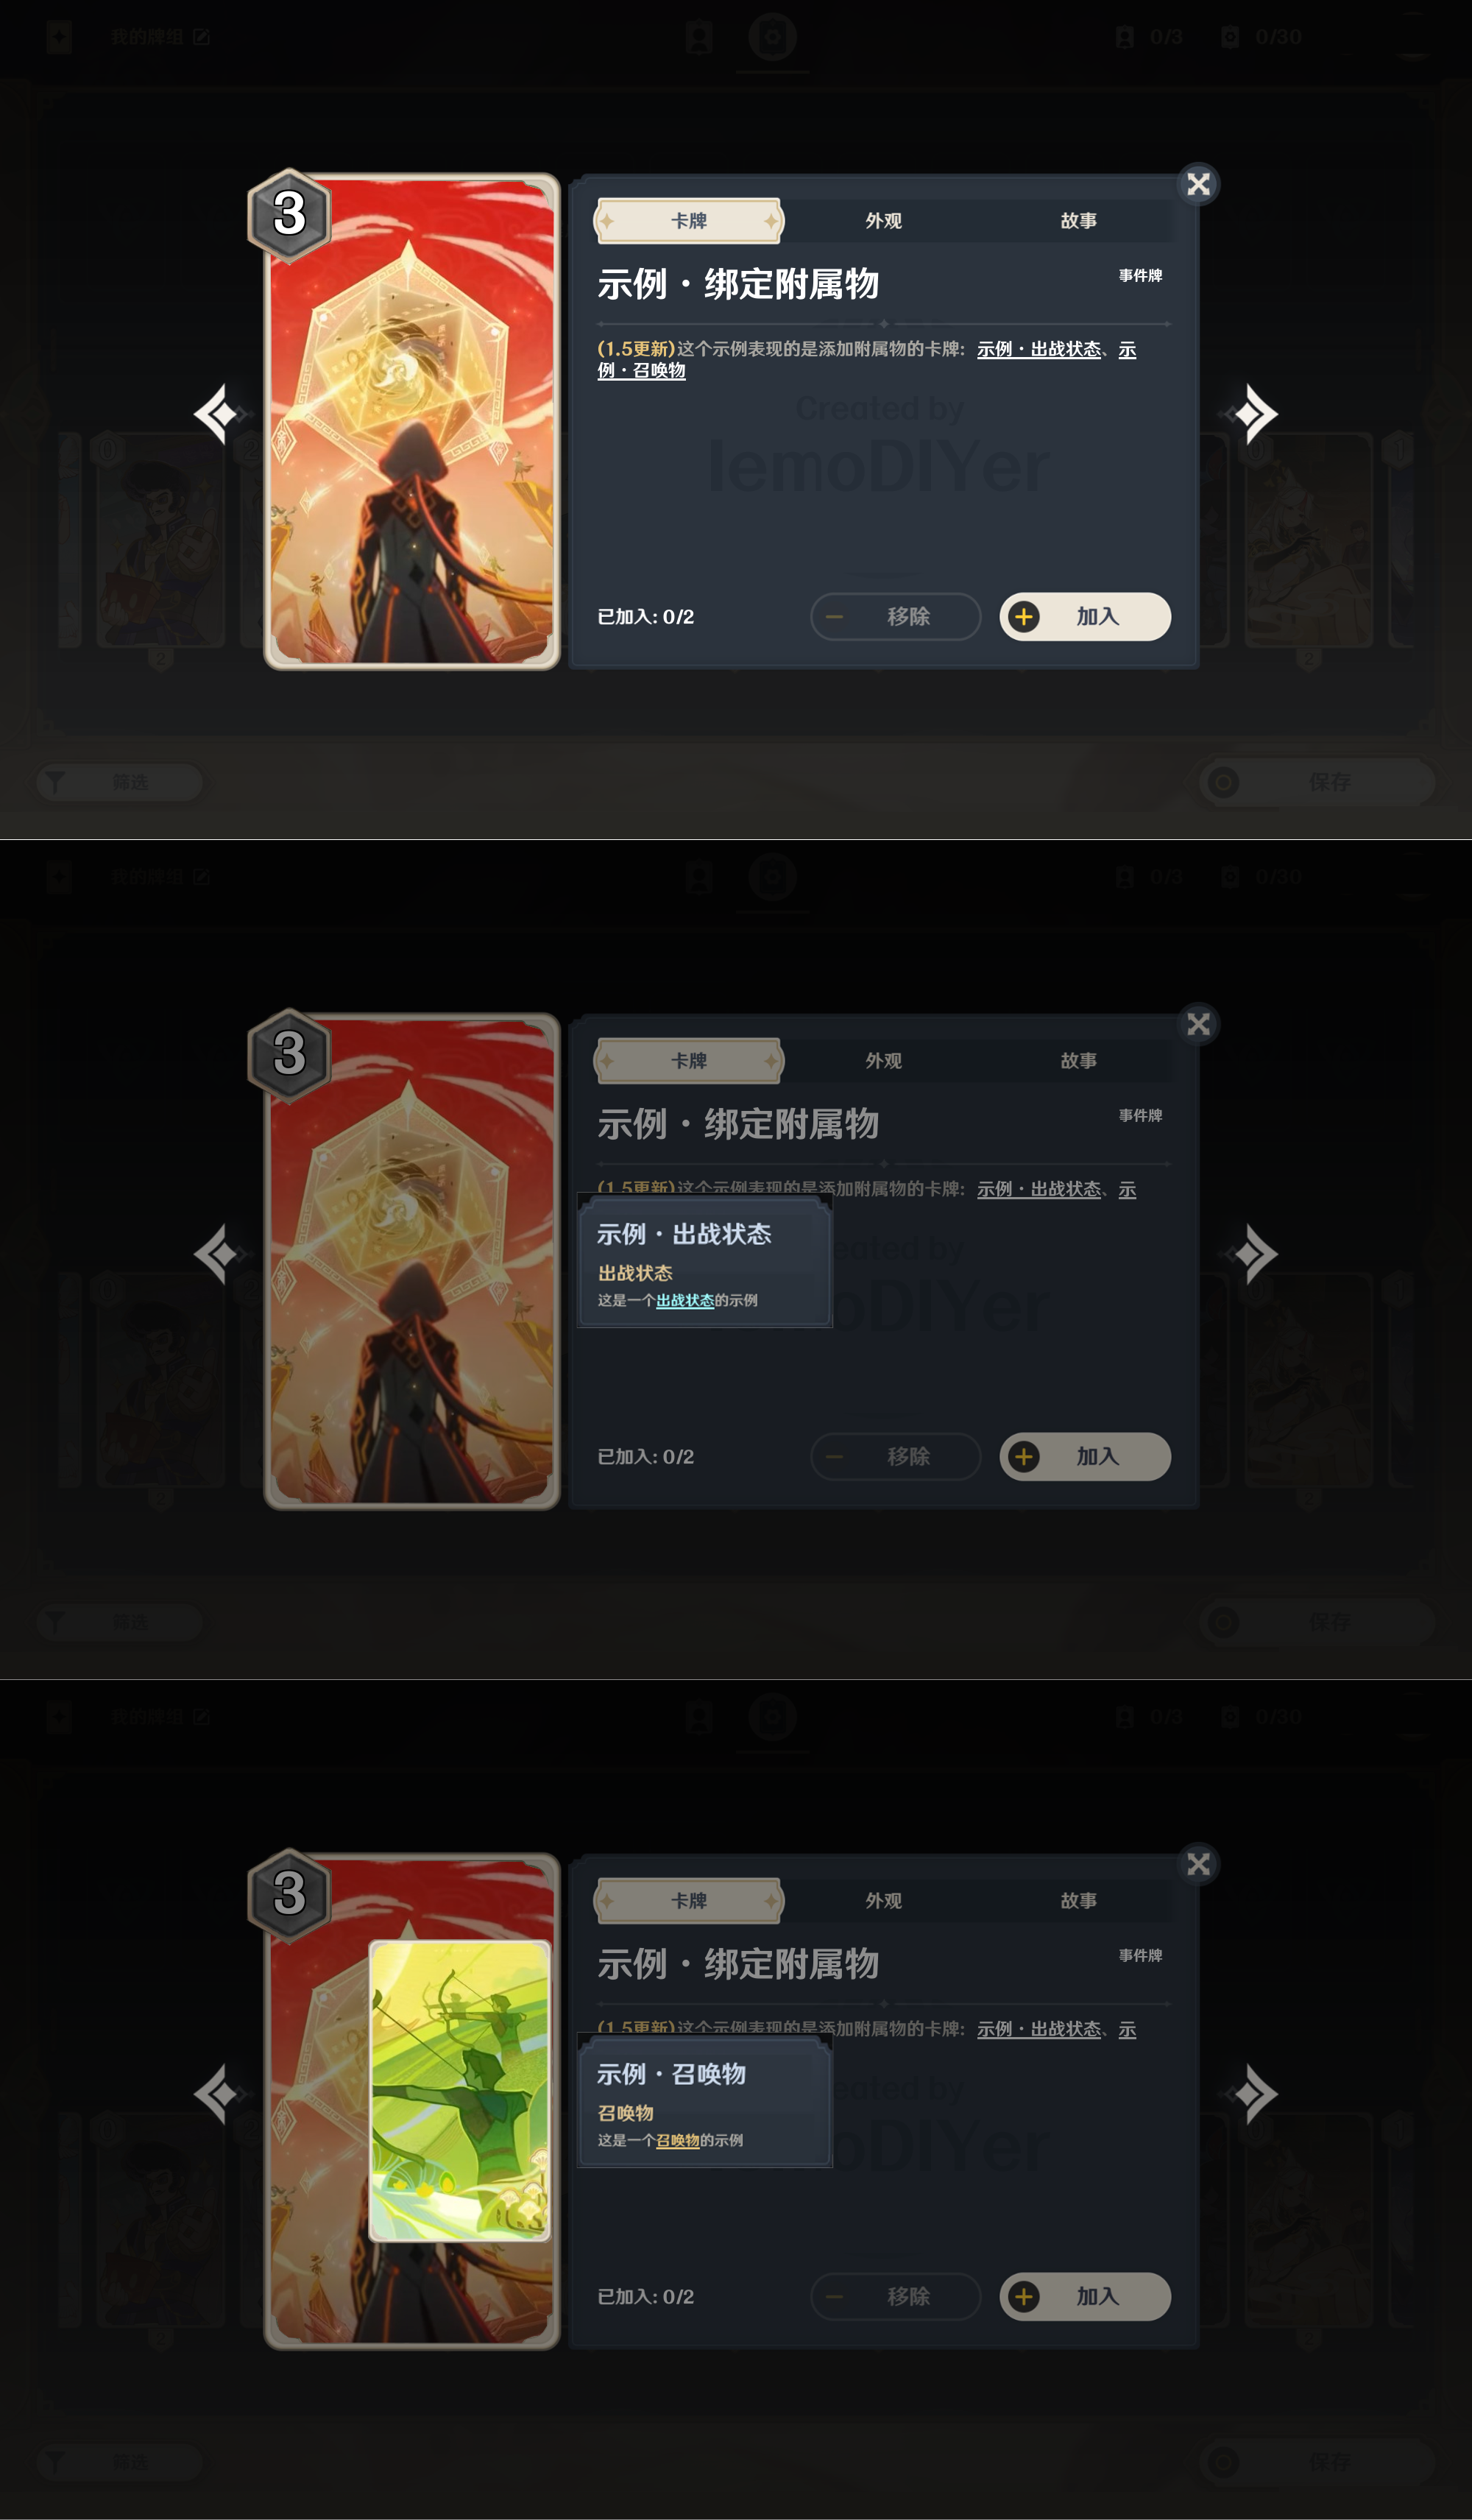 我的牌组
0/3
0/30
3
卡牌
外观
故事
示例·绑定附属物
事件牌
(1.5更新)这个示例表现的是添加附属物的卡牌: 示例·出战状态、示
例·召唤物
Created by
lemoDIYer
已加入: 0/2
移除
加入
0
2
0
1
2
2
筛选
保存
我的牌组
0/3
0/30
3
卡牌
外观
故事
示例·绑定附属物
事件牌
(1.5更新)这个示例表现的是添加附属物的卡牌: 示例·出战状态、示
示例·出战状态
出战状态
这是一个出战状态的示例
eated by
moDIYer
已加入: 0/2
移除
加入
筛选
保存
我的牌组
0/3
0/30
3
卡牌
外观
故事
示例·绑定附属物
事件牌
(1.5更新)这个示例表现的是添加附属物的卡牌: 示例·出战状态、示
示例·召唤物
召唤物
这是一个召唤物的示例
eated by
moDIYer
已加入: 0/2
移除
加入
筛选
保存